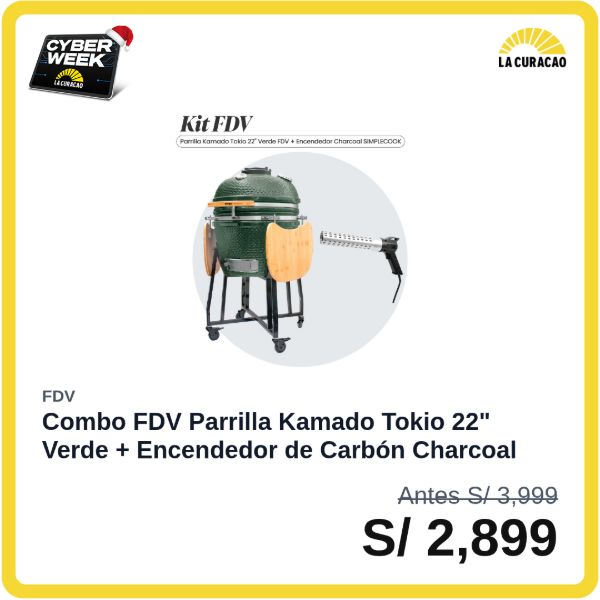 CYBER
WEEK
LA CURACAO
LA CURACAO
Kit FDV
Parrilla Kamado Tokio 22" Verde FDV + Encendedor Charcoal SIMPLECOOK
FDV
Combo FDV Parrilla Kamado Tokio 22"
Verde + Encendedor de Carbón Charcoal
Antes S/ 3,999
S/ 2,899